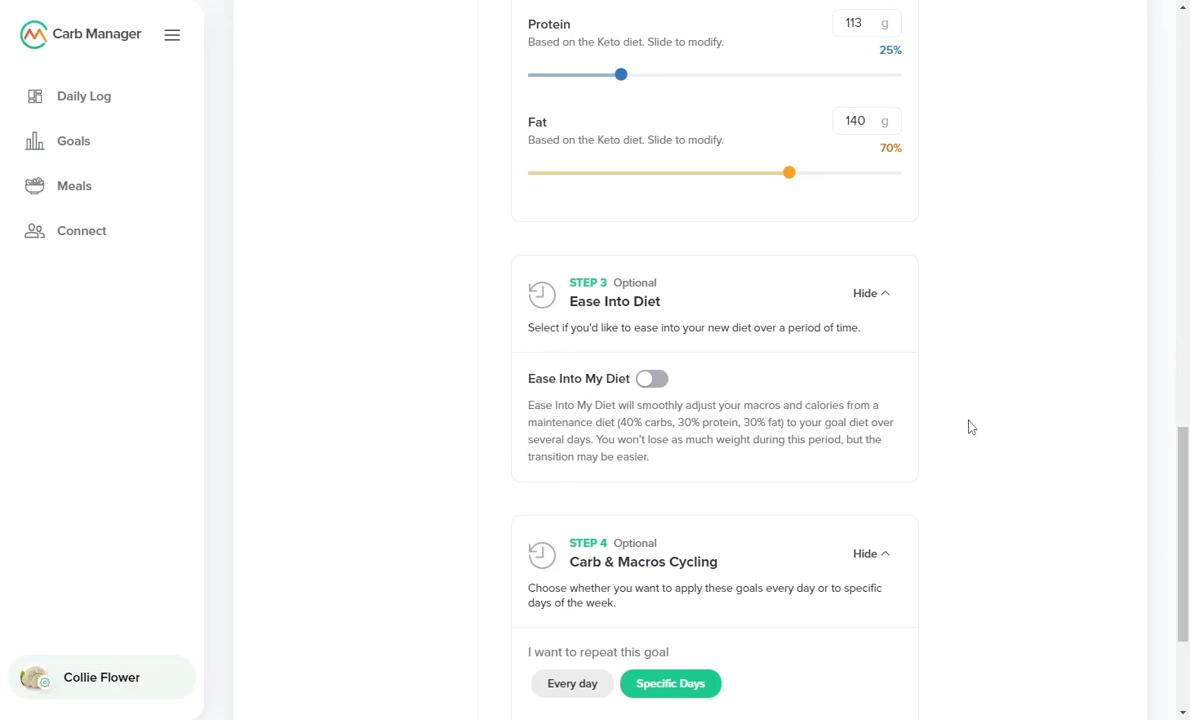 Carb Manager
Daily Log
Goals
Meals
Connect
Collie Flower
Protein
113 g
Based on the Keto diet. Slide to modify.
25%
Fat
140 g
Based on the Keto diet. Slide to modify.
70%
STEP 3 Optional
Ease Into Diet
Hide
Select if you'd like to ease into your new diet over a period of time.
Ease Into My Diet
Ease Into My Diet will smoothly adjust your macros and calories from a
maintenance diet (40% carbs, 30% protein, 30% fat) to your goal diet over
several days. You won't lose as much weight during this period, but the
transition may be easier.
STEP 4 Optional
Carb & Macros Cycling
Hide
Choose whether you want to apply these goals every day or to specific
days of the week.
I want to repeat this goal
Every day
Specific Days